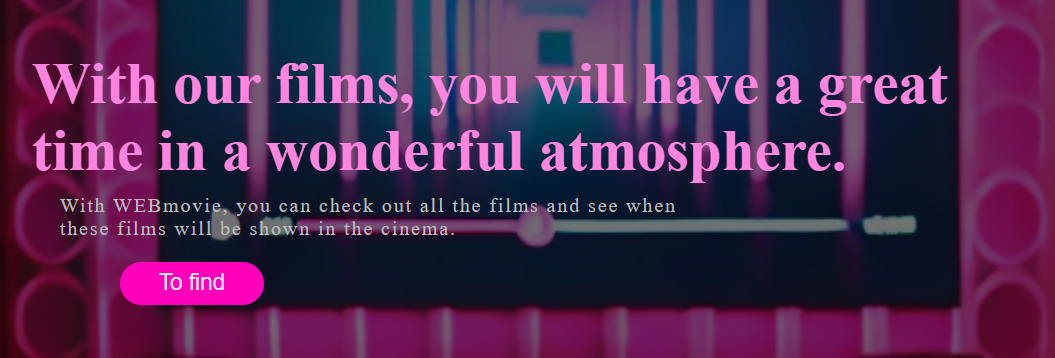 With our films, you will have a great
time in a wonderful atmosphere.
With WEBmovie, you can check out all the films and see when
these films will be shown in the cinema.
To find